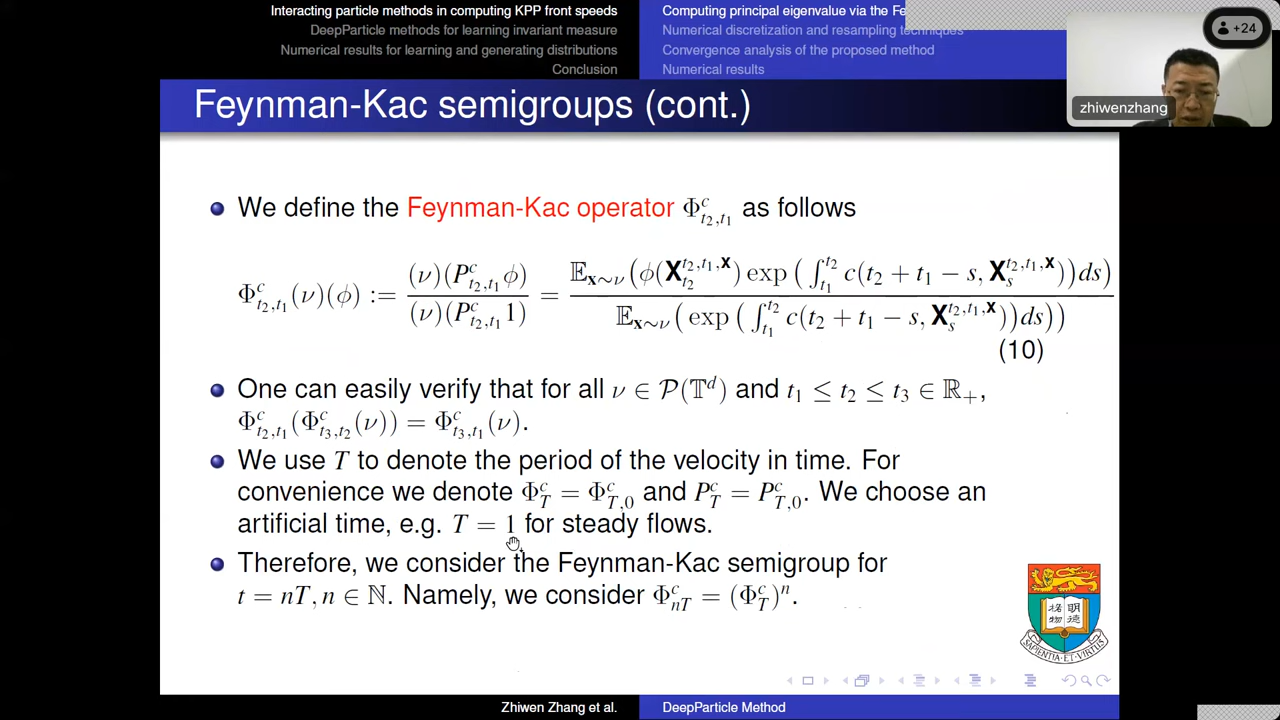 Interacting particle methods in computing KPP front speeds
DeepParticle methods for learning invariant measure
Numerical results for learning and generating distributions
Conclusion
Computing principal eigenvalue via the Fe
Numerical discretization and resampling techniques
Convergence analysis of the proposed method
Numerical results
+24
zhiwenzhang
Feynman-Kac semigroups (cont.)
We define the Feynman-Kac operator Φ^c_{t_2,t_1} as follows
Φ^c_{t_2,t_1}(ν)(φ) := (ν)(P^c_{t_2,t_1}φ) / (ν)(P^c_{t_2,t_1}1) = 𝔼_{x∼ν}(φ(X^{t_2,t_1,x}_{t_2}) exp(∫_{t_1}^{t_2} c(t_2 + t_1 − s, X^{t_2,t_1,x}_s))ds) / 𝔼_{x∼ν}(exp(∫_{t_1}^{t_2} c(t_2 + t_1 − s, X^{t_2,t_1,x}_s))ds))
(10)
One can easily verify that for all ν ∈ 𝒫(𝕋^d) and t_1 ≤ t_2 ≤ t_3 ∈ ℝ_+,
Φ^c_{t_2,t_1}(Φ^c_{t_3,t_2}(ν)) = Φ^c_{t_3,t_1}(ν).
We use T to denote the period of the velocity in time. For
convenience we denote Φ^c_T = Φ^c_{T,0} and P^c_T = P^c_{T,0}. We choose an
artificial time, e.g. T = 1 for steady flows.
Therefore, we consider the Feynman-Kac semigroup for
t = nT, n ∈ ℕ. Namely, we consider Φ^c_{nT} = (Φ^c_T)^n.
SAPIENTIA·ET·VIRTUS
Zhiwen Zhang et al.
DeepParticle Method